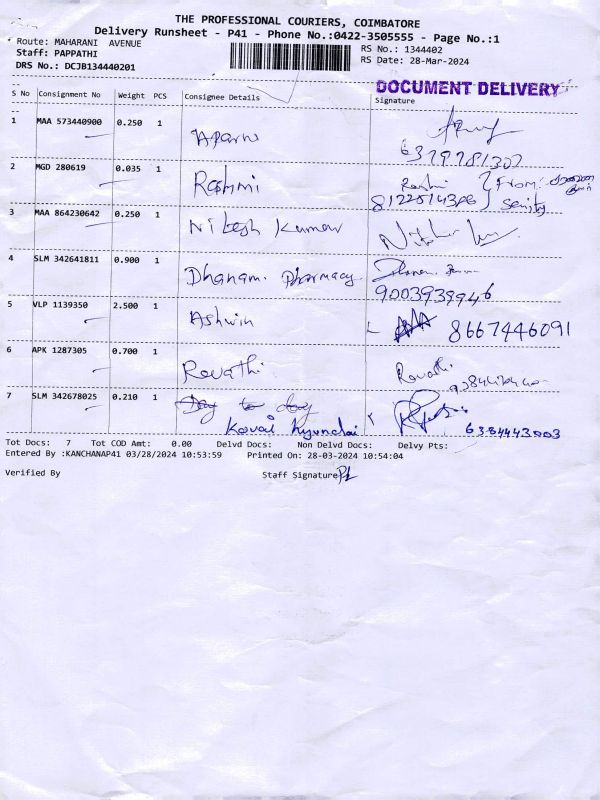 THE PROFESSIONAL COURIERS, COIMBATORE
Delivery Runsheet - P41 - Phone No.:0422-3505555 - Page No.:1
Route: MAHARANI AVENUE
RS No.: 1344402
Staff: PAPPATHI
RS Date: 28-Mar-2024
DRS No.: DCJB134440201
DOCUMENT DELIVERY
S No Consignment No Weight PCS Consignee Details Signature
1 MAA 573440900 0.250 1 Aparna
6379781307
2 MGD 280619 0.035 1 Rashmi Rashmi From:
Senity
3 MAA 864230642 0.250 1 Nitesh Kumar
4 SLM 342641811 0.900 1 Dhanam. Pharmacy
9003939946
5 VLP 1139350 2.500 1 Ashwin 8667446091
6 APK 1287305 0.700 1 Revathi Revathi
7 SLM 342678025 0.210 1 Day to day
Kovai Hyundai 6384443003
Tot Docs: 7 Tot COD Amt: 0.00 Delvd Docs: Non Delvd Docs: Delvy Pts:
Entered By :KANCHANAP41 03/28/2024 10:53:59 Printed On: 28-03-2024 10:54:04
Verified By Staff Signature